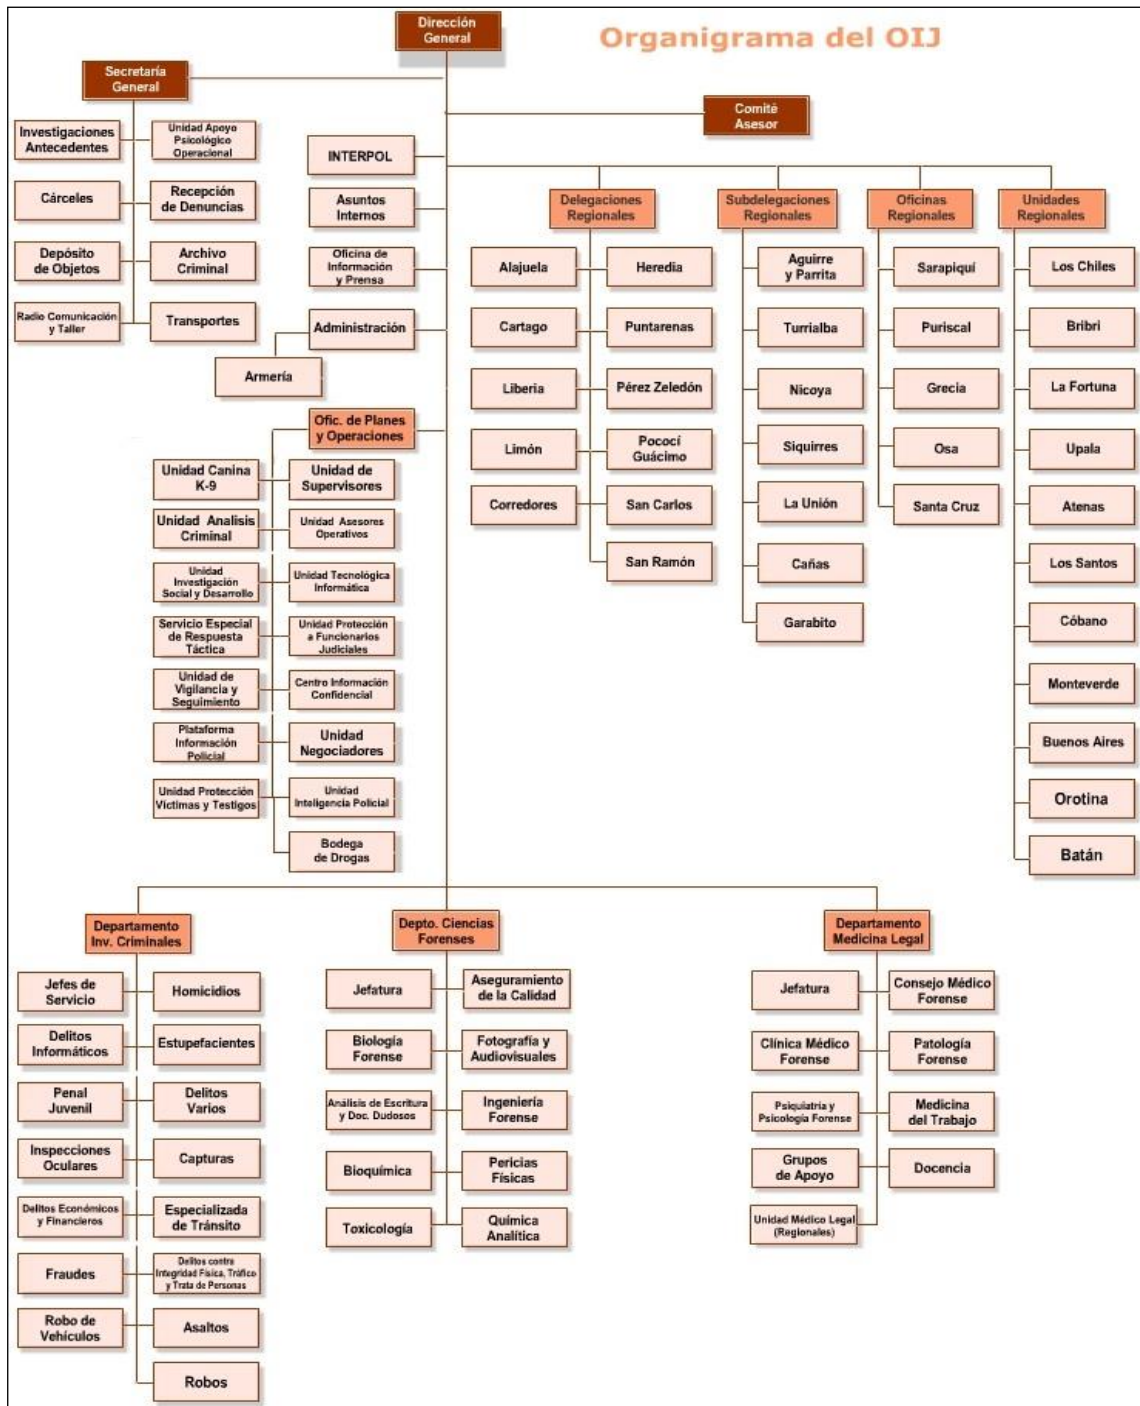 Organigrama del OIJ
Dirección
General
Secretaría
General
Comité
Asesor
Investigaciones
Antecedentes
Unidad Apoyo
Psicológico
Operacional
Cárceles
Recepción
de Denuncias
Depósito
de Objetos
Archivo
Criminal
Radio Comunicación
y Taller
Transportes
INTERPOL
Asuntos
Internos
Oficina de
Información
y Prensa
Administración
Armería
Ofic. de Planes
y Operaciones
Unidad Canina
K-9
Unidad de
Supervisores
Unidad Analisis
Criminal
Unidad Asesores
Operativos
Unidad
Investigación
Social y Desarrollo
Unidad Tecnológica
Informática
Servicio Especial
de Respuesta
Táctica
Unidad Protección
a Funcionarios
Judiciales
Unidad de
Vigilancia y
Seguimiento
Centro Información
Confidencial
Plataforma
Información
Policial
Unidad
Negociadores
Unidad Protección
Victimas y Testigos
Unidad
Inteligencia Policial
Bodega
de Drogas
Delegaciones
Regionales
Alajuela
Heredia
Cartago
Puntarenas
Liberia
Pérez Zeledón
Limón
Pococí
Guácimo
Corredores
San Carlos
San Ramón
Subdelegaciones
Regionales
Aguirre
y Parrita
Turrialba
Nicoya
Siquirres
La Unión
Cañas
Garabito
Oficinas
Regionales
Sarapiquí
Puriscal
Grecia
Osa
Santa Cruz
Unidades
Regionales
Los Chiles
Bribri
La Fortuna
Upala
Atenas
Los Santos
Cóbano
Monteverde
Buenos Aires
Orotina
Batán
Departamento
Inv. Criminales
Jefes de
Servicio
Homicidios
Delitos
Informáticos
Estupefacientes
Penal
Juvenil
Delitos
Varios
Inspecciones
Oculares
Capturas
Delitos Económicos
y Financieros
Especializada
de Tránsito
Fraudes
Delitos contra
Integridad Física, Tráfico
y Trata de Personas
Robo de
Vehículos
Asaltos
Robos
Depto. Ciencias
Forenses
Jefatura
Aseguramiento
de la Calidad
Biología
Forense
Fotografía y
Audiovisuales
Análisis de Escritura
y Doc. Dudosos
Ingeniería
Forense
Bioquímica
Pericias
Físicas
Toxicología
Química
Analítica
Departamento
Medicina Legal
Jefatura
Consejo Médico
Forense
Clínica Médico
Forense
Patología
Forense
Psiquiatría y
Psicología Forense
Medicina
del Trabajo
Grupos
de Apoyo
Docencia
Unidad Médico Legal
(Regionales)